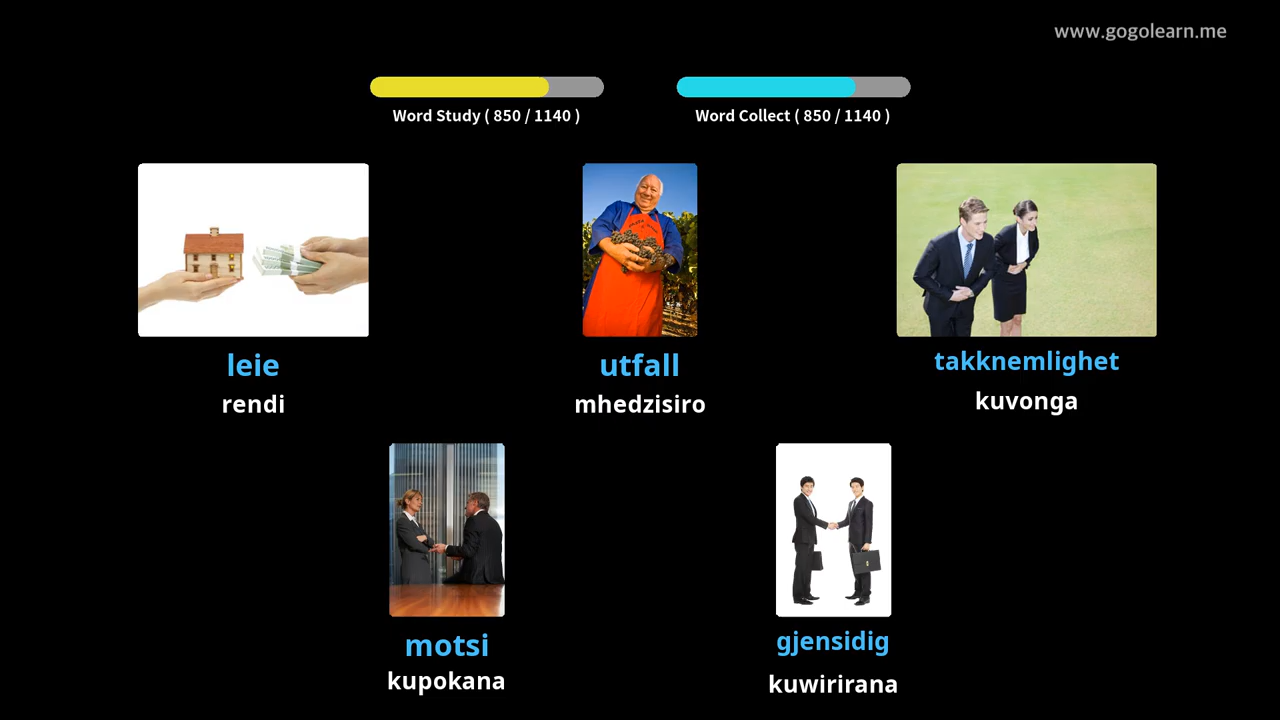 www.gogolearn.me
Word Study ( 850 / 1140 )
Word Collect ( 850 / 1140 )
leie
rendi
utfall
mhedzisiro
takknemlighet
kuvonga
motsi
kupokana
gjensidig
kuwirirana